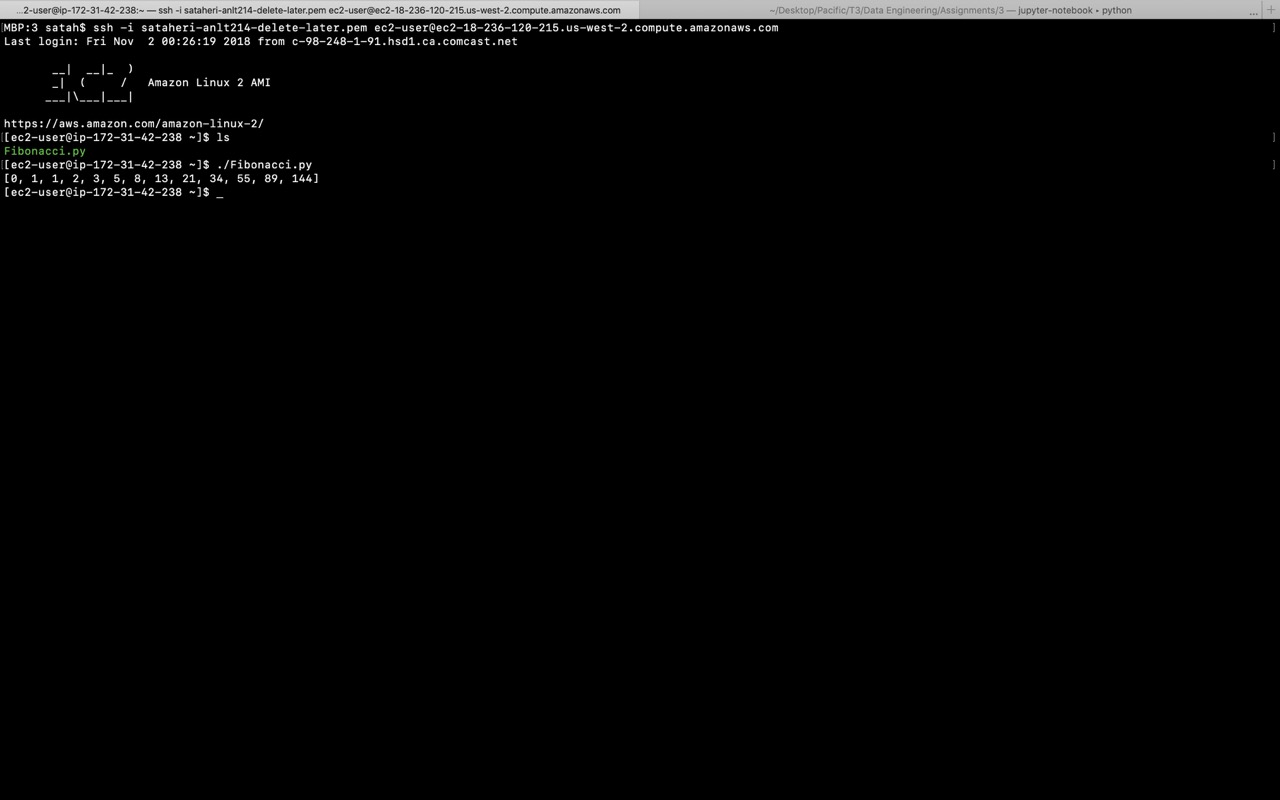 ...2-user@ip-172-31-42-238:~ — ssh -i sataheri-anlt214-delete-later.pem ec2-user@ec2-18-236-120-215.us-west-2.compute.amazonaws.com
~/Desktop/Pacific/T3/Data Engineering/Assignments/3 — jupyter-notebook ▸ python
... +
[MBP:3 satah$ ssh -i sataheri-anlt214-delete-later.pem ec2-user@ec2-18-236-120-215.us-west-2.compute.amazonaws.com ]
Last login: Fri Nov  2 00:26:19 2018 from c-98-248-1-91.hsd1.ca.comcast.net
       __|  __|_  )
       _|  (     /   Amazon Linux 2 AMI
      ___|\___|___|
https://aws.amazon.com/amazon-linux-2/
[[ec2-user@ip-172-31-42-238 ~]$ ls ]
Fibonacci.py
[[ec2-user@ip-172-31-42-238 ~]$ ./Fibonacci.py ]
[0, 1, 1, 2, 3, 5, 8, 13, 21, 34, 55, 89, 144]
[ec2-user@ip-172-31-42-238 ~]$ _